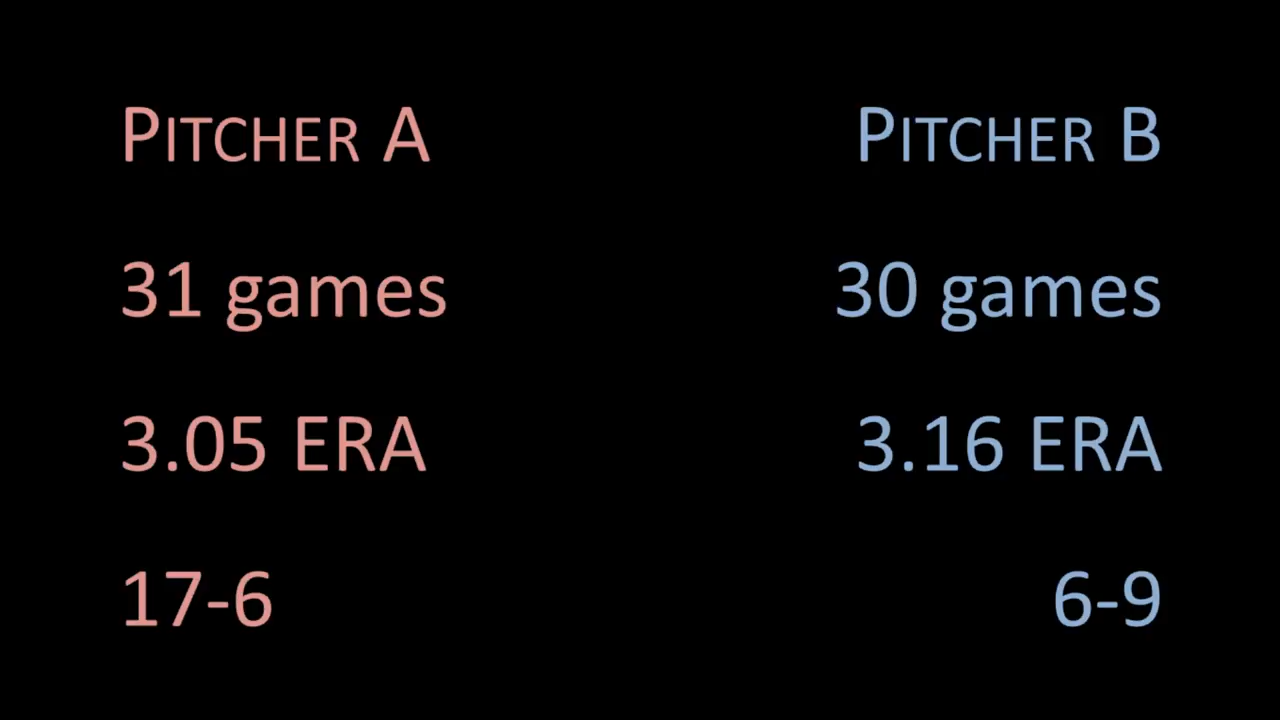 PITCHER A
PITCHER B
31 games
30 games
3.05 ERA
3.16 ERA
17-6
6-9